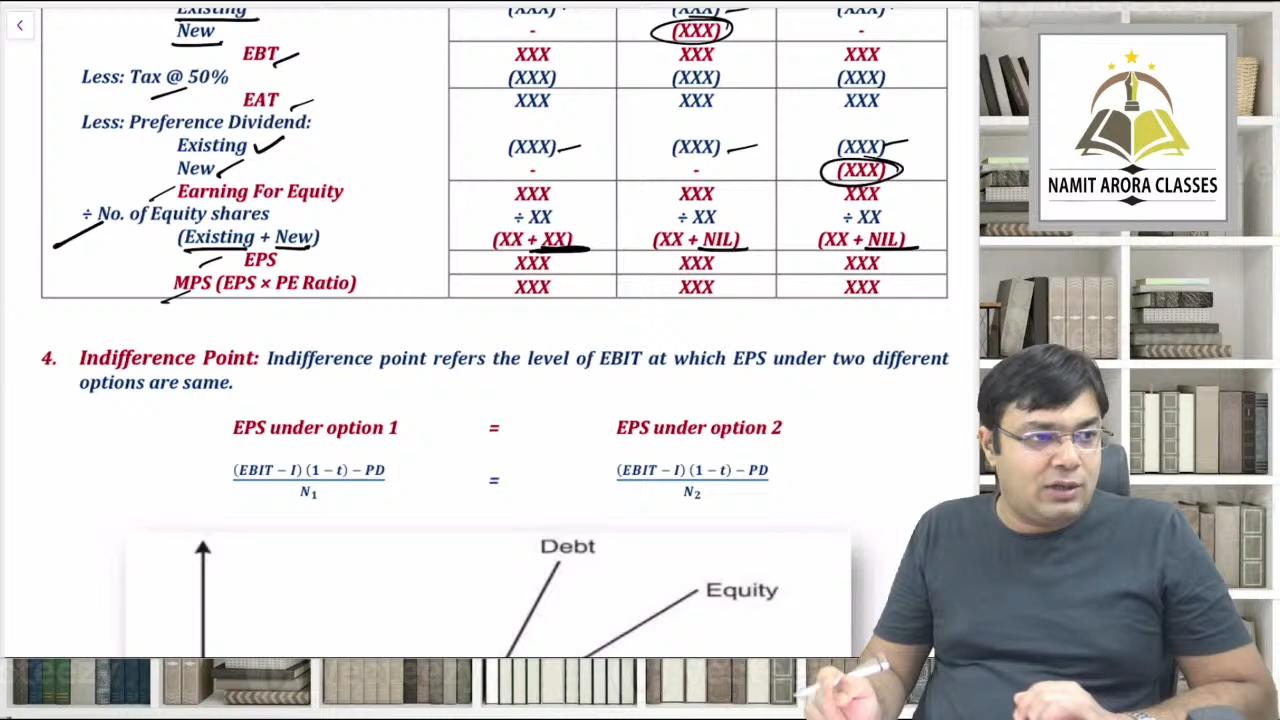 Existing (XXX) (XXX) (XXX)
New - (XXX) -
EBT XXX XXX XXX
Less: Tax @ 50% (XXX) (XXX) (XXX)
EAT XXX XXX XXX
Less: Preference Dividend:
Existing (XXX) (XXX) (XXX)
New - - (XXX)
Earning For Equity XXX XXX XXX
÷ No. of Equity shares ÷ XX ÷ XX ÷ XX
(Existing + New) (XX + XX) (XX + NIL) (XX + NIL)
EPS XXX XXX XXX
MPS (EPS × PE Ratio) XXX XXX XXX
4. Indifference Point: Indifference point refers the level of EBIT at which EPS under two different
options are same.
EPS under option 1 = EPS under option 2
(EBIT – I) (1 – t) – PD = (EBIT – I) (1 – t) – PD
N₁ N₂
Debt
Equity
NAMIT ARORA CLASSES